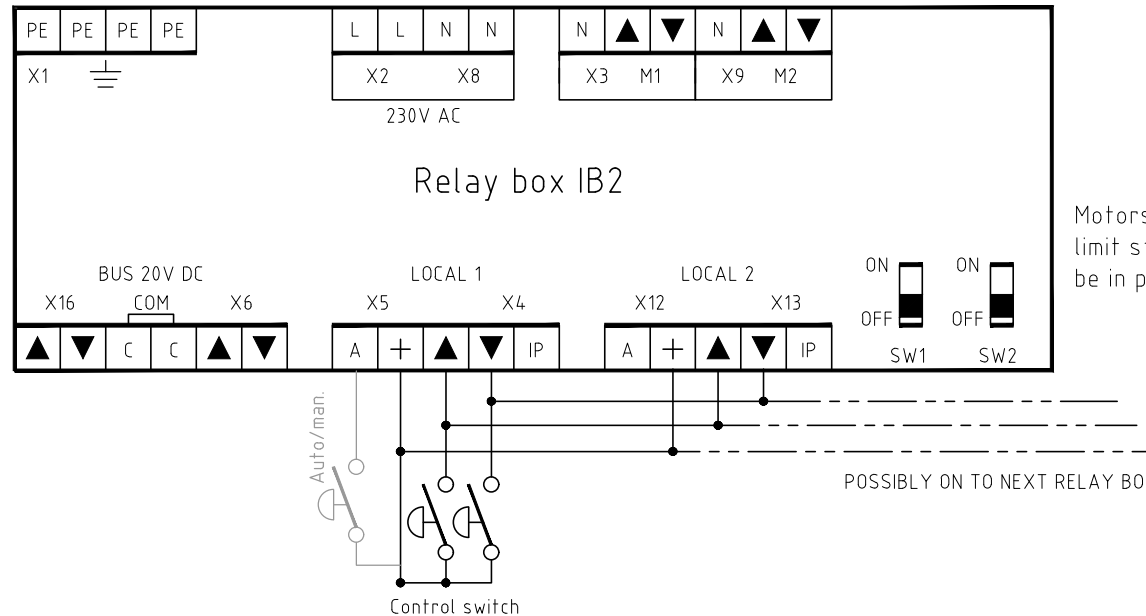 PE PE PE PE L L N N N ▲ ▼ N ▲ ▼
X1 X2 X8 X3 M1 X9 M2
230V AC
Relay box IB2
Motors
limit s
be in p
BUS 20V DC LOCAL 1 LOCAL 2 ON ON
X16 COM X6 X5 X4 X12 X13
OFF OFF
▲ ▼ C C ▲ ▼ A + ▲ ▼ IP A + ▲ ▼ IP
SW1 SW2
Auto/man.
POSSIBLY ON TO NEXT RELAY BO
Control switch